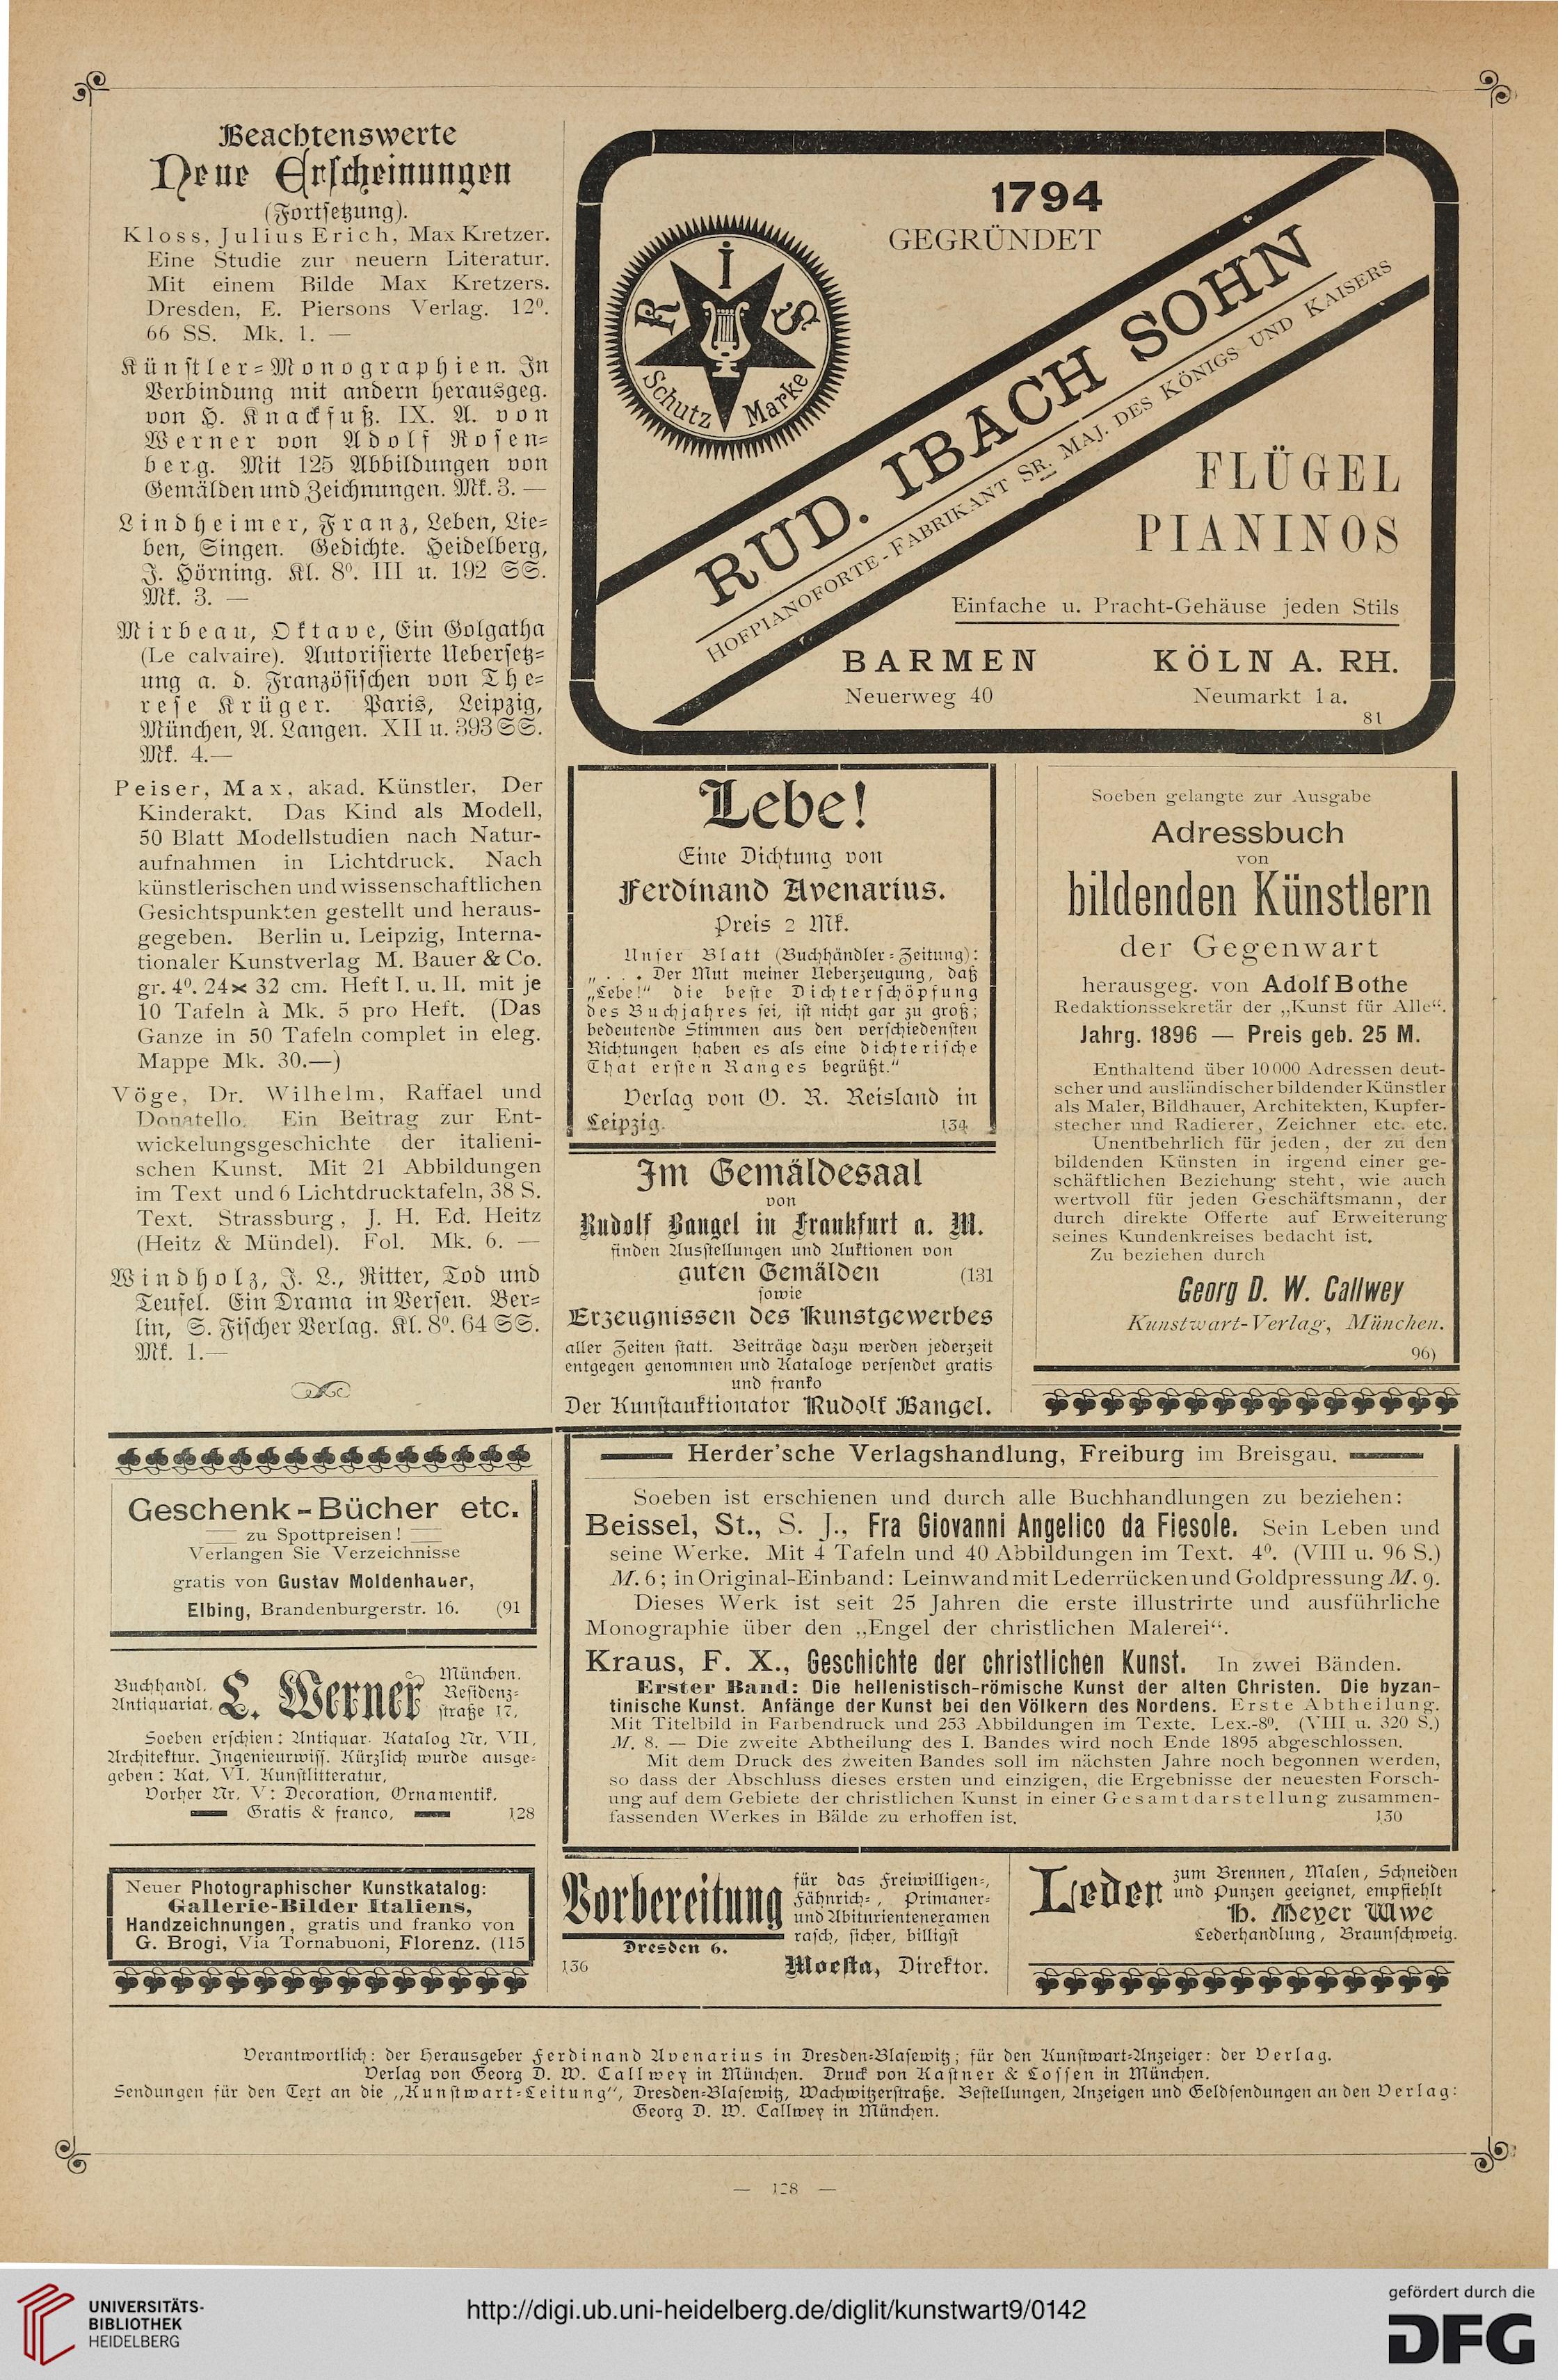 Beachtenswerte
Neue Erscheinungen
(Fortsetzung).
Kloss, Julius Erich, Max Kretzer.
Eine Studie zur neuern Literatur.
Mit einem Bilde Max Kretzers.
Dresden, E. Piersons Verlag. 12⁰.
66 SS. Mk. 1. —
Künstler-Monographien. In
Verbindung mit andern herausgeg.
von H. Knackfuß. IX. A. von
Werner von Adolf Rosen-
berg. Mit 125 Abbildungen von
Gemälden und Zeichnungen. Mk. 3. —
Lindheimer, Franz, Leben, Lie-
ben, Singen. Gedichte. Heidelberg,
J. Hörning. Kl. 8⁰. III u. 192 SS.
Mk. 3. —
Mirbeau, Oktave, Ein Golgatha
(Le calvaire). Autorisierte Uebersetz-
ung a. d. Französischen von The-
rese Krüger. Paris, Leipzig,
München, A. Langen. XII u. 393 SS.
Mk. 4.—
Peiser, Max, akad. Künstler, Der
Kinderakt. Das Kind als Modell,
50 Blatt Modellstudien nach Natur-
aufnahmen in Lichtdruck. Nach
künstlerischen und wissenschaftlichen
Gesichtspunkten gestellt und heraus-
gegeben. Berlin u. Leipzig, Interna-
tionaler Kunstverlag M. Bauer & Co.
gr. 4⁰. 24 × 32 cm. Heft I. u. II. mit je
10 Tafeln à Mk. 5 pro Heft. (Das
Ganze in 50 Tafeln complet in eleg.
Mappe Mk. 30.—)
Vöge, Dr. Wilhelm, Raffael und
Donatello. Ein Beitrag zur Ent-
wickelungsgeschichte der italieni-
schen Kunst. Mit 21 Abbildungen
im Text und 6 Lichtdrucktafeln, 38 S.
Text. Strassburg, J. H. Ed. Heitz
(Heitz & Mündel). Fol. Mk. 6. —
Windholz, J. L., Ritter, Tod und
Teufel. Ein Drama in Versen. Ber-
lin, S. Fischer Verlag. Kl. 8⁰. 64 SS.
Mk. 1.—
1794
GEGRÜNDET
IRIS
Schutz Marke
RUD. IBACH SOHN
HOFPIANOFORTE-FABRIKANT SR. MAJ. DES KÖNIGS UND KAISERS
FLÜGEL
PIANINOS
Einfache u. Pracht-Gehäuse jeden Stils
BARMEN KÖLN A. RH.
Neuerweg 40 Neumarkt 1a.
81
Lebe!
Eine Dichtung von
Ferdinand Avenarius.
Preis 2 Mk.
Unser Blatt (Buchhändler-Zeitung):
„. . . Der Mut meiner Ueberzeugung, daß
„Lebe!“ die beste Dichterschöpfung
des Buchjahres sei, ist nicht gar zu groß;
bedeutende Stimmen aus den verschiedensten
Richtungen haben es als eine dichterische
That ersten Ranges begrüßt.“
Verlag von O. R. Reisland in
Leipzig. 134
Im Gemäldesaal
von
Rudolf Bangel in Frankfurt a. M.
finden Ausstellungen und Auktionen von
guten Gemälden (131
sowie
Erzeugnissen des Kunstgewerbes
aller Zeiten statt. Beiträge dazu werden jederzeit
entgegen genommen und Kataloge versendet gratis
und franko
Der Kunstauktionator Rudolf Bangel.
Soeben gelangte zur Ausgabe
Adressbuch
von
bildenden Künstlern
der Gegenwart
herausgeg. von Adolf Bothe
Redaktionssekretär der „Kunst für Alle“.
Jahrg. 1896 — Preis geb. 25 M.
Enthaltend über 10000 Adressen deut-
scher und ausländischer bildender Künstler
als Maler, Bildhauer, Architekten, Kupfer-
stecher und Radierer, Zeichner etc. etc.
Unentbehrlich für jeden, der zu den
bildenden Künsten in irgend einer ge-
schäftlichen Beziehung steht, wie auch
wertvoll für jeden Geschäftsmann, der
durch direkte Offerte auf Erweiterung
seines Kundenkreises bedacht ist.
Zu beziehen durch
Georg D. W. Callwey
Kunstwart-Verlag, München.
96)
Geschenk-Bücher etc.
zu Spottpreisen!
Verlangen Sie Verzeichnisse
gratis von Gustav Moldenhauer,
Elbing, Brandenburgerstr. 16. (91
Buchhandl. Antiquariat. L. Werner München. Residenz-
straße 17.
Soeben erschien: Antiquar. Katalog Nr. VII,
Architektur, Ingenieurwiss. Kürzlich wurde ausge-
geben: Kat. VI. Kunstlitteratur,
Vorher Nr. V: Decoration, Ornamentik.
Gratis & franco. 128
Neuer Photographischer Kunstkatalog:
Gallerie-Bilder Italiens,
Handzeichnungen, gratis und franko von
G. Brogi, Via Tornabuoni, Florenz. (115
Herder'sche Verlagshandlung, Freiburg im Breisgau.
Soeben ist erschienen und durch alle Buchhandlungen zu beziehen:
Beissel, St., S. J., Fra Giovanni Angelico da Fiesole. Sein Leben und
seine Werke. Mit 4 Tafeln und 40 Abbildungen im Text. 4⁰. (VIII u. 96 S.)
M. 6; in Original-Einband: Leinwand mit Lederrücken und Goldpressung M. 9.
Dieses Werk ist seit 25 Jahren die erste illustrirte und ausführliche
Monographie über den „Engel der christlichen Malerei“.
Kraus, F. X., Geschichte der christlichen Kunst. In zwei Bänden.
Erster Band: Die hellenistisch-römische Kunst der alten Christen. Die byzan-
tinische Kunst. Anfänge der Kunst bei den Völkern des Nordens. Erste Abtheilung.
Mit Titelbild in Farbendruck und 253 Abbildungen im Texte. Lex.-8⁰. (VIII u. 320 S.)
M. 8. — Die zweite Abtheilung des I. Bandes wird noch Ende 1895 abgeschlossen.
Mit dem Druck des zweiten Bandes soll im nächsten Jahre noch begonnen werden,
so dass der Abschluss dieses ersten und einzigen, die Ergebnisse der neuesten Forsch-
ung auf dem Gebiete der christlichen Kunst in einer Gesamtdarstellung zusammen-
fassenden Werkes in Bälde zu erhoffen ist. 130
Vorbereitung
für das Freiwilligen-,
Fähnrich-, Primaner-
und Abiturientenexamen
rasch, sicher, billigst
Dresden 6.
136 Moesta, Direktor.
Leder
zum Brennen, Malen, Schneiden
und Punzen geeignet, empfiehlt
H. Meyer Wwe
Lederhandlung, Braunschweig.
Verantwortlich: der Herausgeber Ferdinand Avenarius in Dresden-Blasewitz; für den Kunstwart-Anzeiger: der Verlag.
Verlag von Georg D. W. Callwey in München. Druck von Kastner & Lossen in München.
Sendungen für den Text an die „Kunstwart-Leitung“, Dresden-Blasewitz, Wachwitzerstraße. Bestellungen, Anzeigen und Geldsendungen an den Verlag:
Georg D. W. Callwey in München.
— 128 —
UNIVERSITÄTS-
BIBLIOTHEK
HEIDELBERG
http://digi.ub.uni-heidelberg.de/diglit/kunstwart9/0142
gefördert durch die
DFG